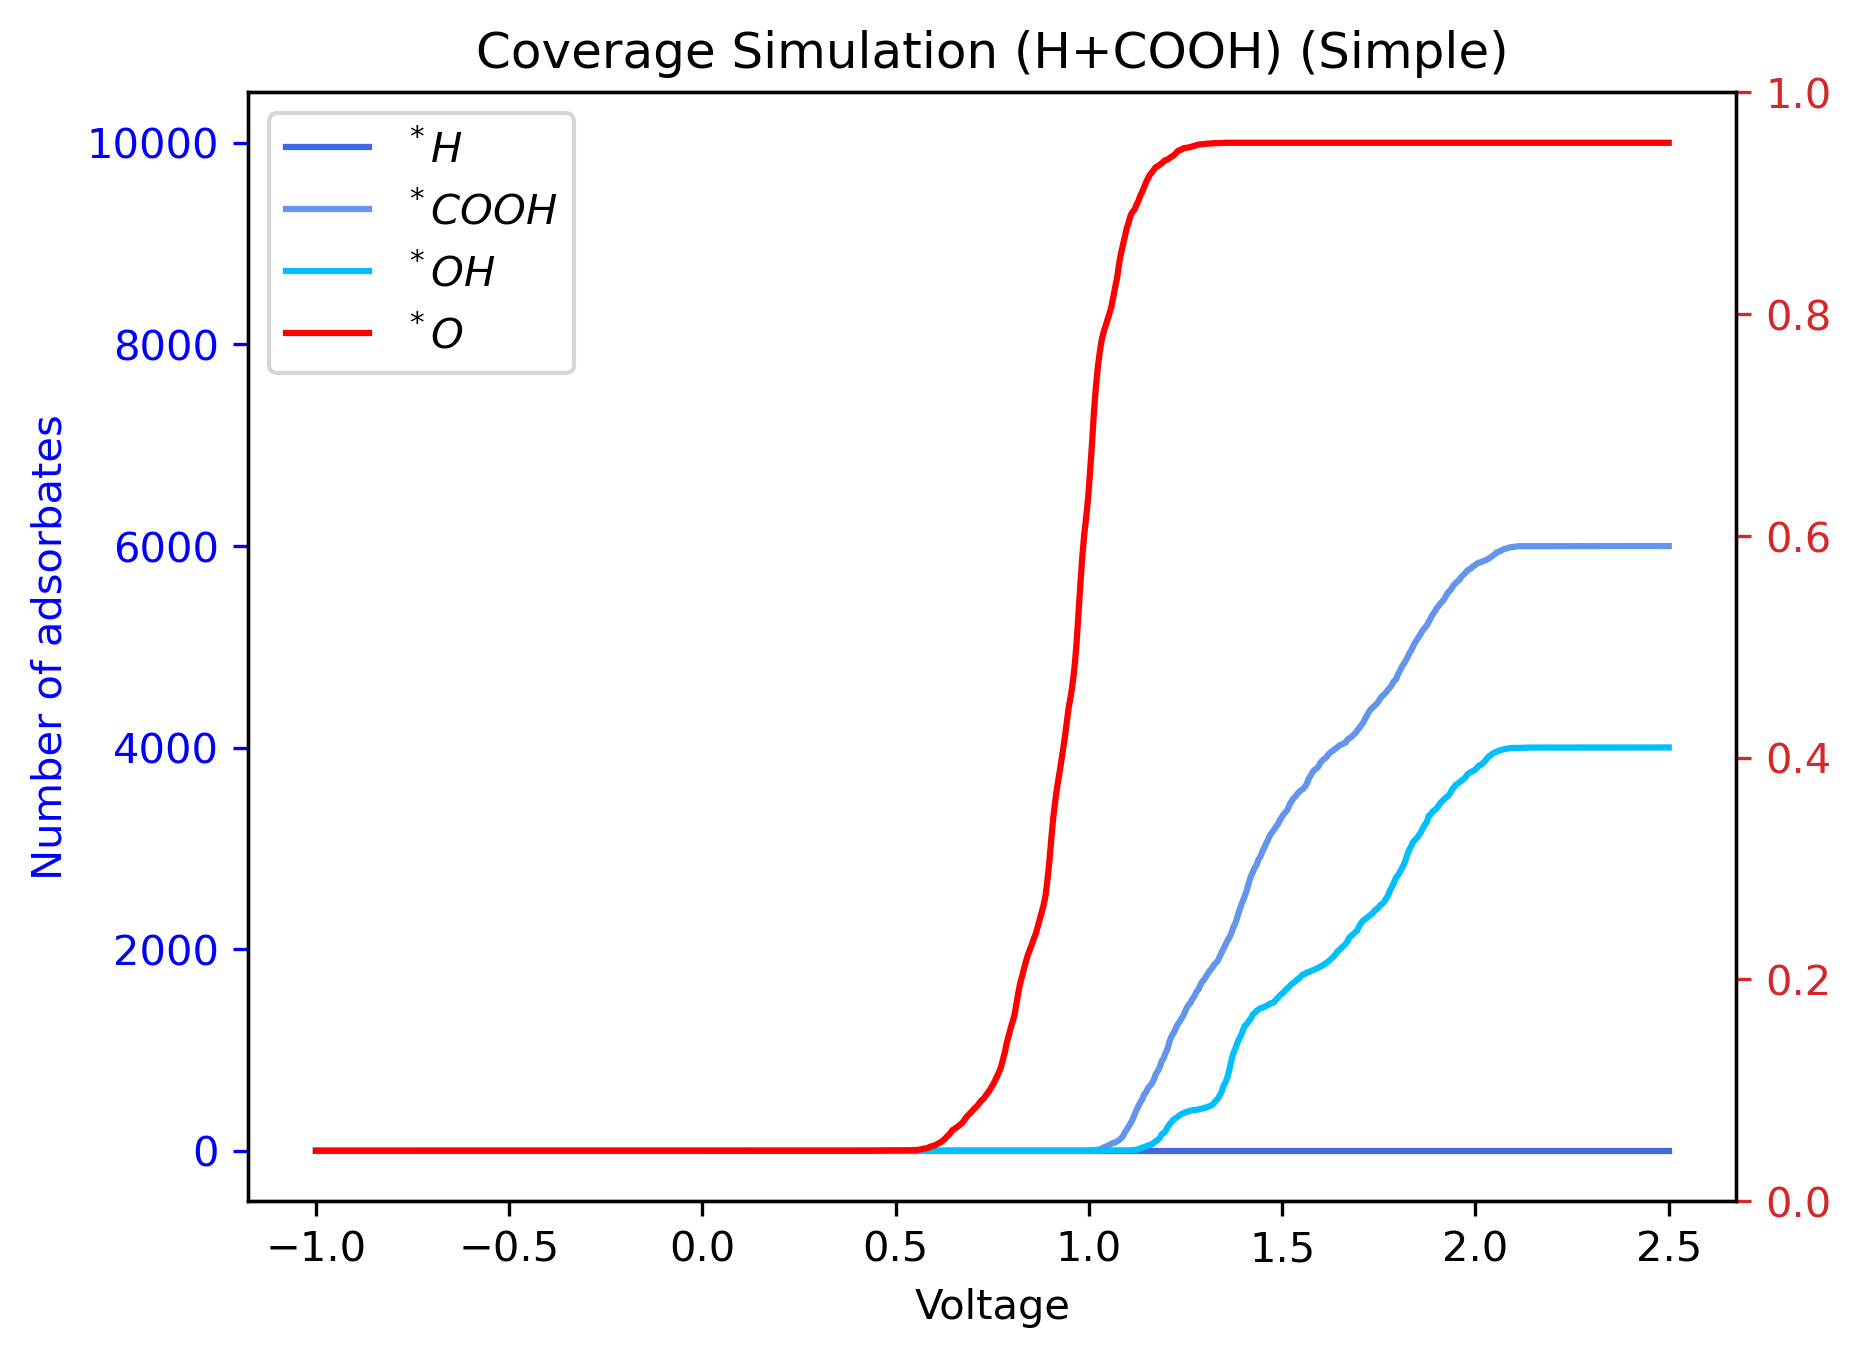 Coverage Simulation (H+COOH) (Simple)
*H
*COOH
*OH
*O
Number of adsorbates
10000
8000
6000
4000
2000
0
1.0
0.8
0.6
0.4
0.2
0.0
−1.0 −0.5 0.0 0.5 1.0 1.5 2.0 2.5
Voltage